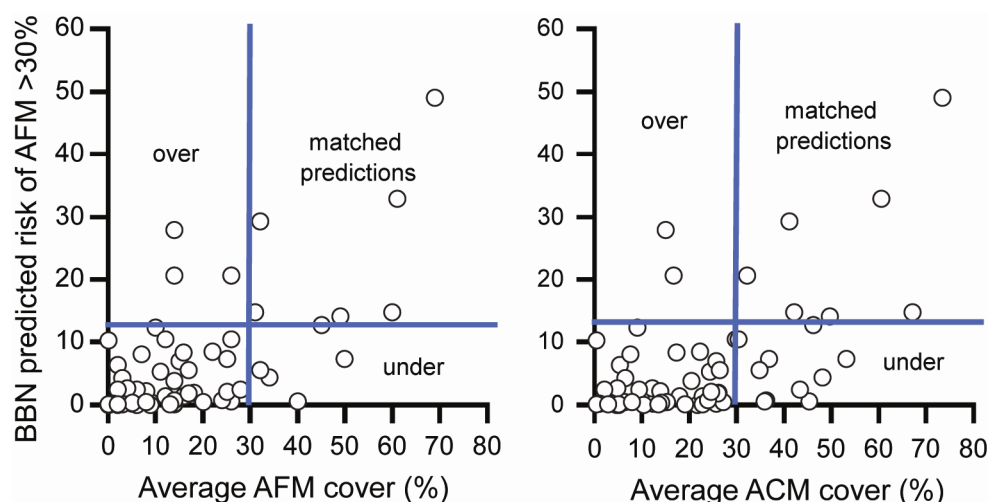 BBN predicted risk of AFM >30%
60
50
40
30
20
10
0
over
matched
predictions
under
0 10 20 30 40 50 60 70 80
Average AFM cover (%)
60
50
40
30
20
10
0
over
matched
predictions
under
0 10 20 30 40 50 60 70 80
Average ACM cover (%)